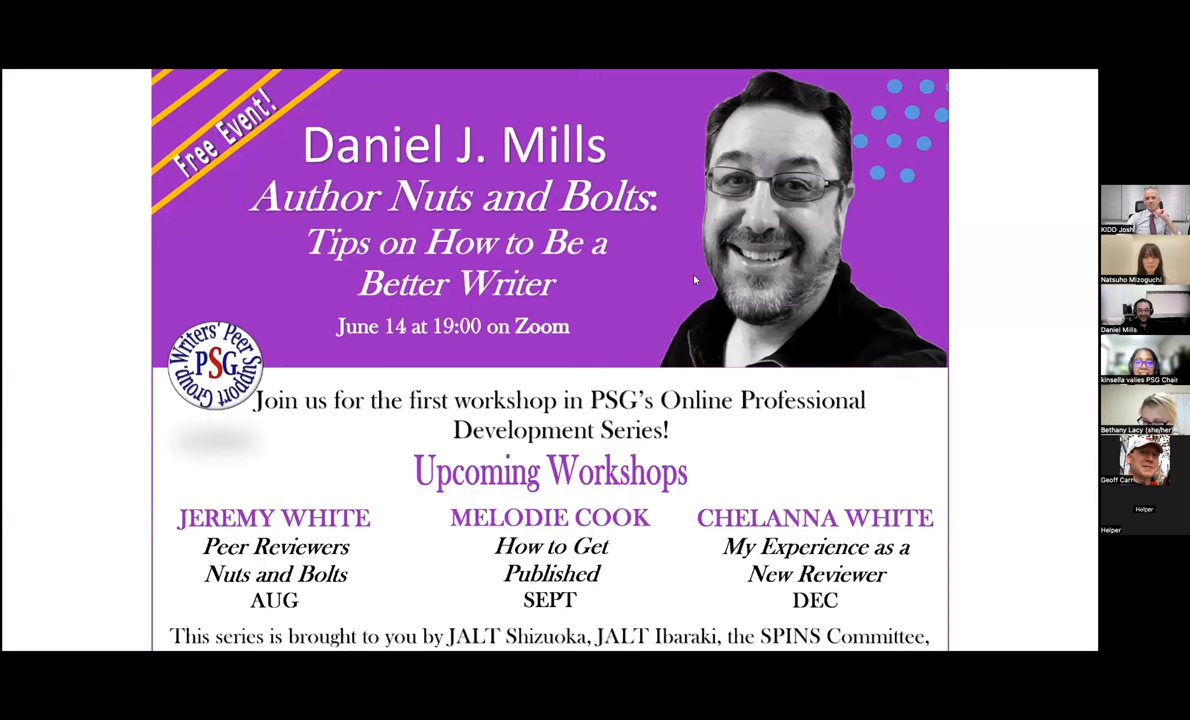 Free Event!
Daniel J. Mills
Author Nuts and Bolts:
Tips on How to Be a
Better Writer
June 14 at 19:00 on Zoom
Writers' Peer Support Group
PSG
Join us for the first workshop in PSG's Online Professional
Development Series!
Upcoming Workshops
JEREMY WHITE
Peer Reviewers
Nuts and Bolts
AUG
MELODIE COOK
How to Get
Published
SEPT
CHELANNA WHITE
My Experience as a
New Reviewer
DEC
This series is brought to you by JALT Shizuoka, JALT Ibaraki, the SPINS Committee,
KIDD Josh
Natsuho Mizoguchi
Daniel Mills
kinsella valies PSG Chair
Bethany Lacy (she/her)
Geoff Carr
Helper
Helper